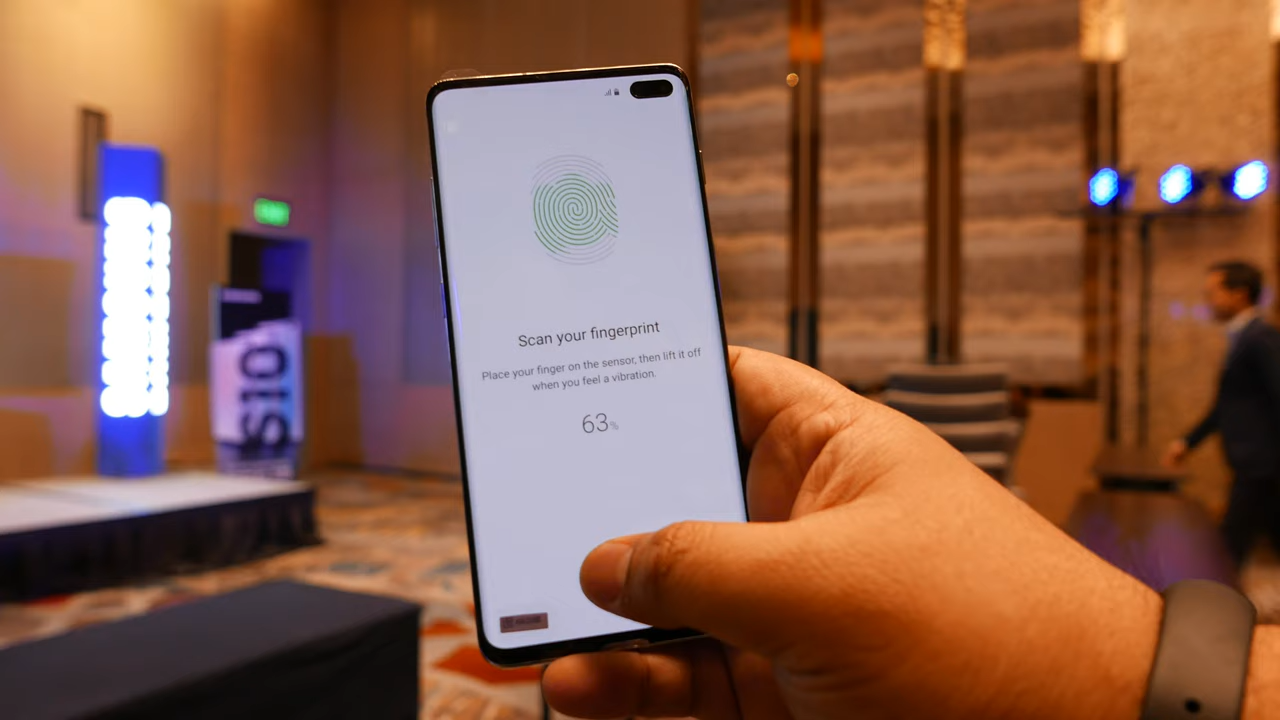 EXIT
S10
Scan your fingerprint
Place your finger on the sensor, then lift it off
when you feel a vibration.
63%